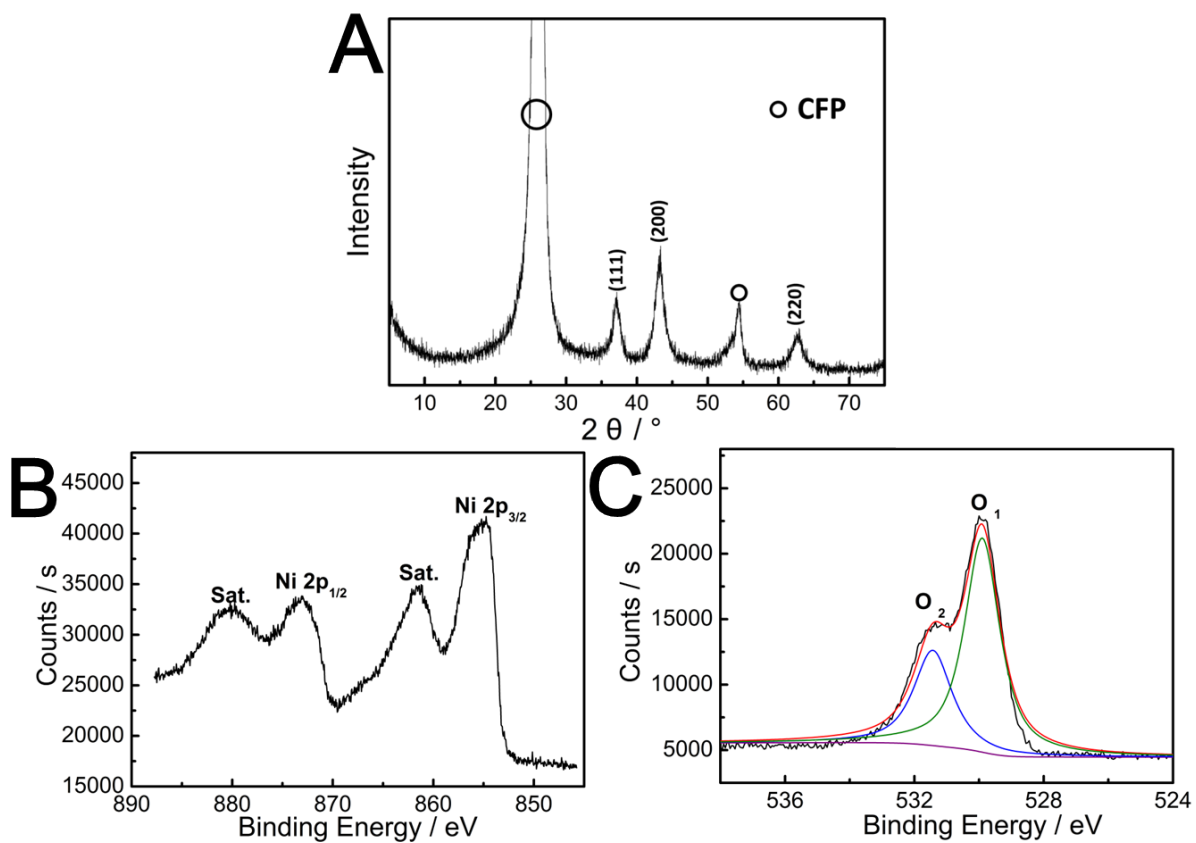 A
Intensity
CFP
(111)
(200)
(220)
10 20 30 40 50 60 70
2 θ / °
B
Counts / s
45000
40000
35000
30000
25000
20000
15000
Sat.
Ni 2p1/2
Sat.
Ni 2p3/2
890 880 870 860 850
Binding Energy / eV
C
Counts / s
25000
20000
15000
10000
5000
O 2
O 1
536 532 528 524
Binding Energy / eV